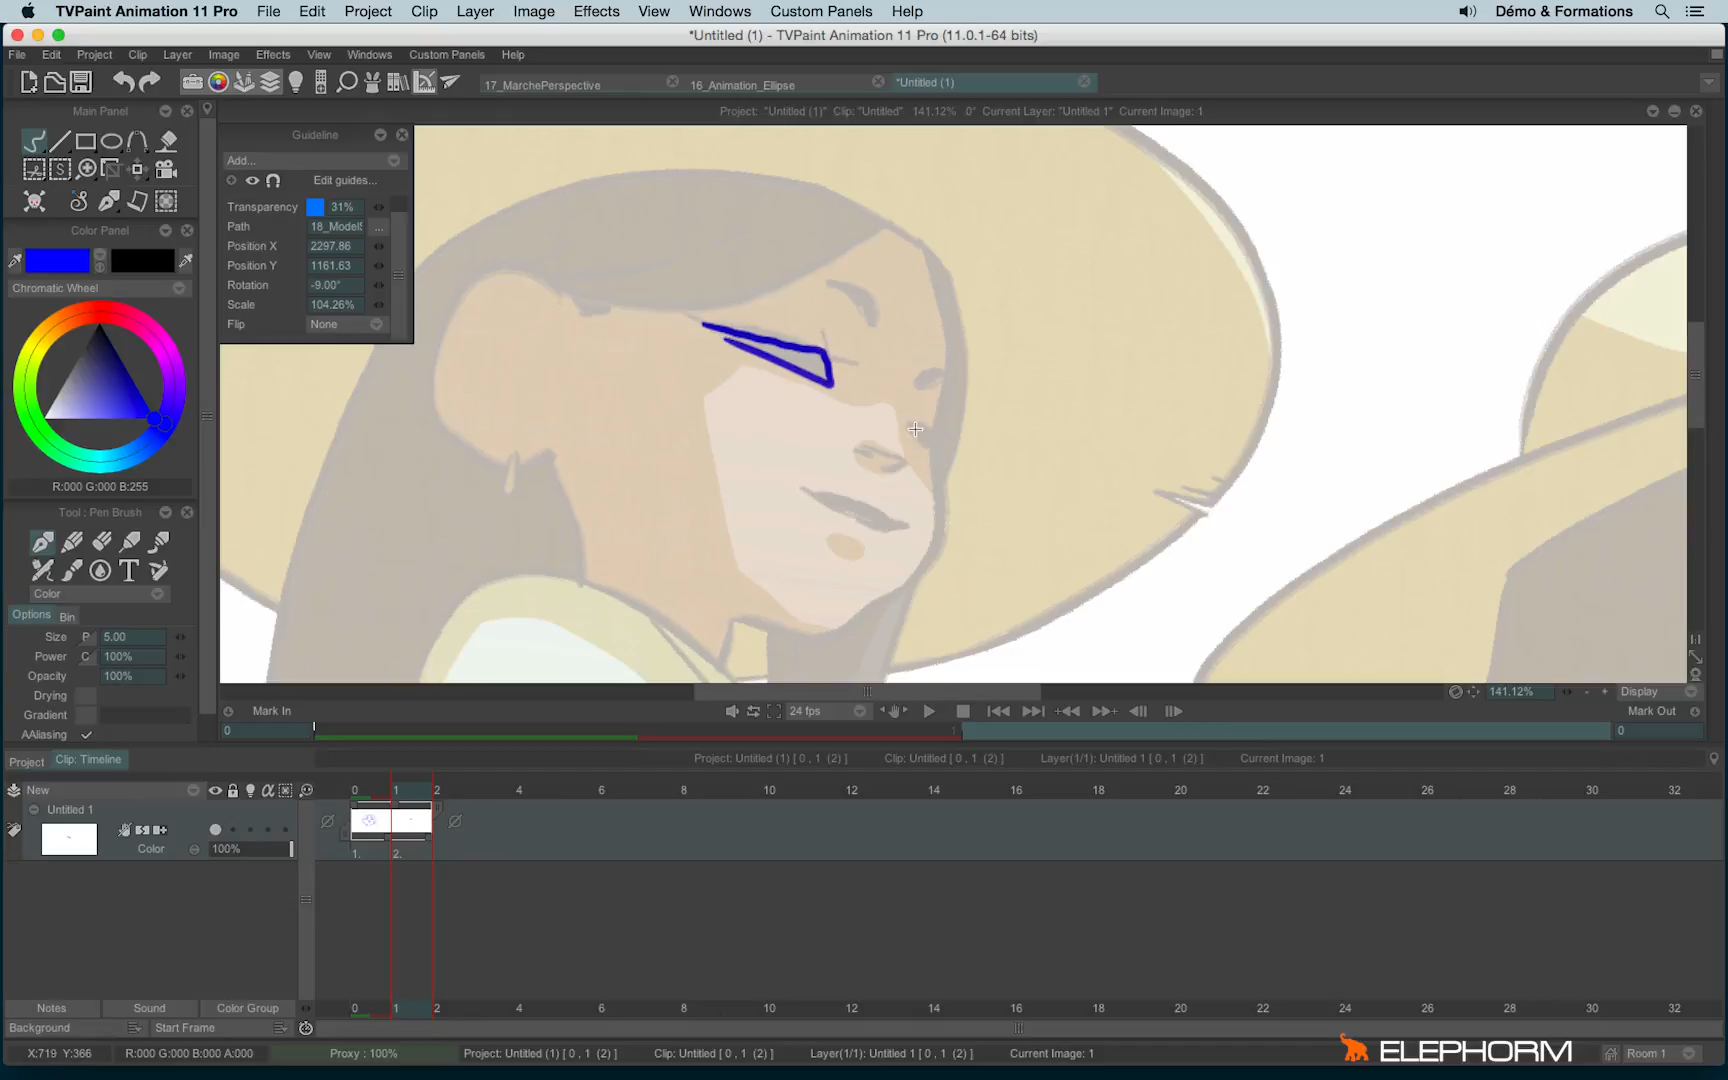 TVPaint Animation 11 Pro File Edit Project Clip Layer Image Effects View Windows Custom Panels Help Démo & Formations
*Untitled (1) - TVPaint Animation 11 Pro (11.0.1-64 bits)
File Edit Project Clip Layer Image Effects View Windows Custom Panels Help
17_MarchePerspective 16_Animation_Ellipse *Untitled (1)
Main Panel Project: "Untitled (1)" Clip: "Untitled" 141.12% 0° Current Layer: "Untitled 1" Current Image: 1
Guideline
Add...
Edit guides...
Transparency 31%
Path ...
Position X 2297.86
Position Y 1161.63
Rotation -9.00°
Scale 104.26%
Flip None
Color Panel
Chromatic Wheel
R:000 G:000 B:255
Tool : Pen Brush
T
Color
Options Bin
Size P 5.00
Power C 100%
Opacity 100%
Drying
Gradient
AAliasing
141.12% - + Display
Mark In 24 fps Mark Out
0 0
Project Clip: Timeline Project: Untitled (1) [ 0 , 1 (2) ] Clip: Untitled [ 0 , 1 (2) ] Layer(1/1): Untitled 1 [ 0 , 1 (2) ] Current Image: 1
New 0 1 2 4 6 8 10 12 14 16 18 20 22 24 26 28 30 32
Untitled 1
Color 100% 1. 2.
Notes Sound Color Group 0 1 2 4 6 8 10 12 14 16 18 20 22 24 26 28 30 32
Background Start Frame
X:719 Y:366 R:000 G:000 B:000 A:000 Proxy : 100% Project: Untitled (1) [ 0 , 1 (2) ] Clip: Untitled [ 0 , 1 (2) ] Layer(1/1): Untitled 1 [ 0 , 1 (2) ] Current Image: 1 ELEPHORM Room 1